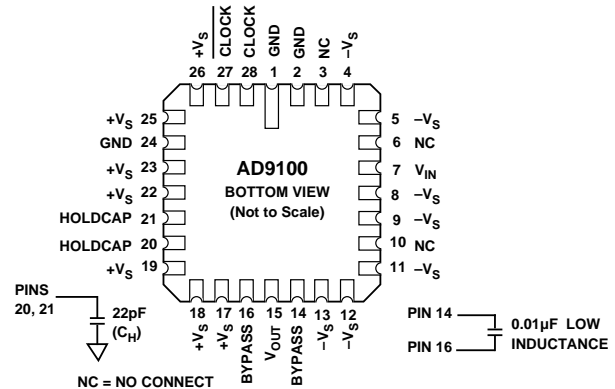 +VS
CLOCK
CLOCK
GND
GND
NC
–VS
26 27 28 1 2 3 4
+VS 25
GND 24
+VS 23
+VS 22
HOLDCAP 21
HOLDCAP 20
+VS 19
5 –VS
6 NC
7 VIN
8 –VS
9 –VS
10 NC
11 –VS
AD9100
BOTTOM VIEW
(Not to Scale)
18 17 16 15 14 13 12
+VS
+VS
BYPASS
VOUT
BYPASS
–VS
–VS
PINS
20, 21
22pF
(CH)
PIN 14
PIN 16
0.01µF LOW
INDUCTANCE
NC = NO CONNECT